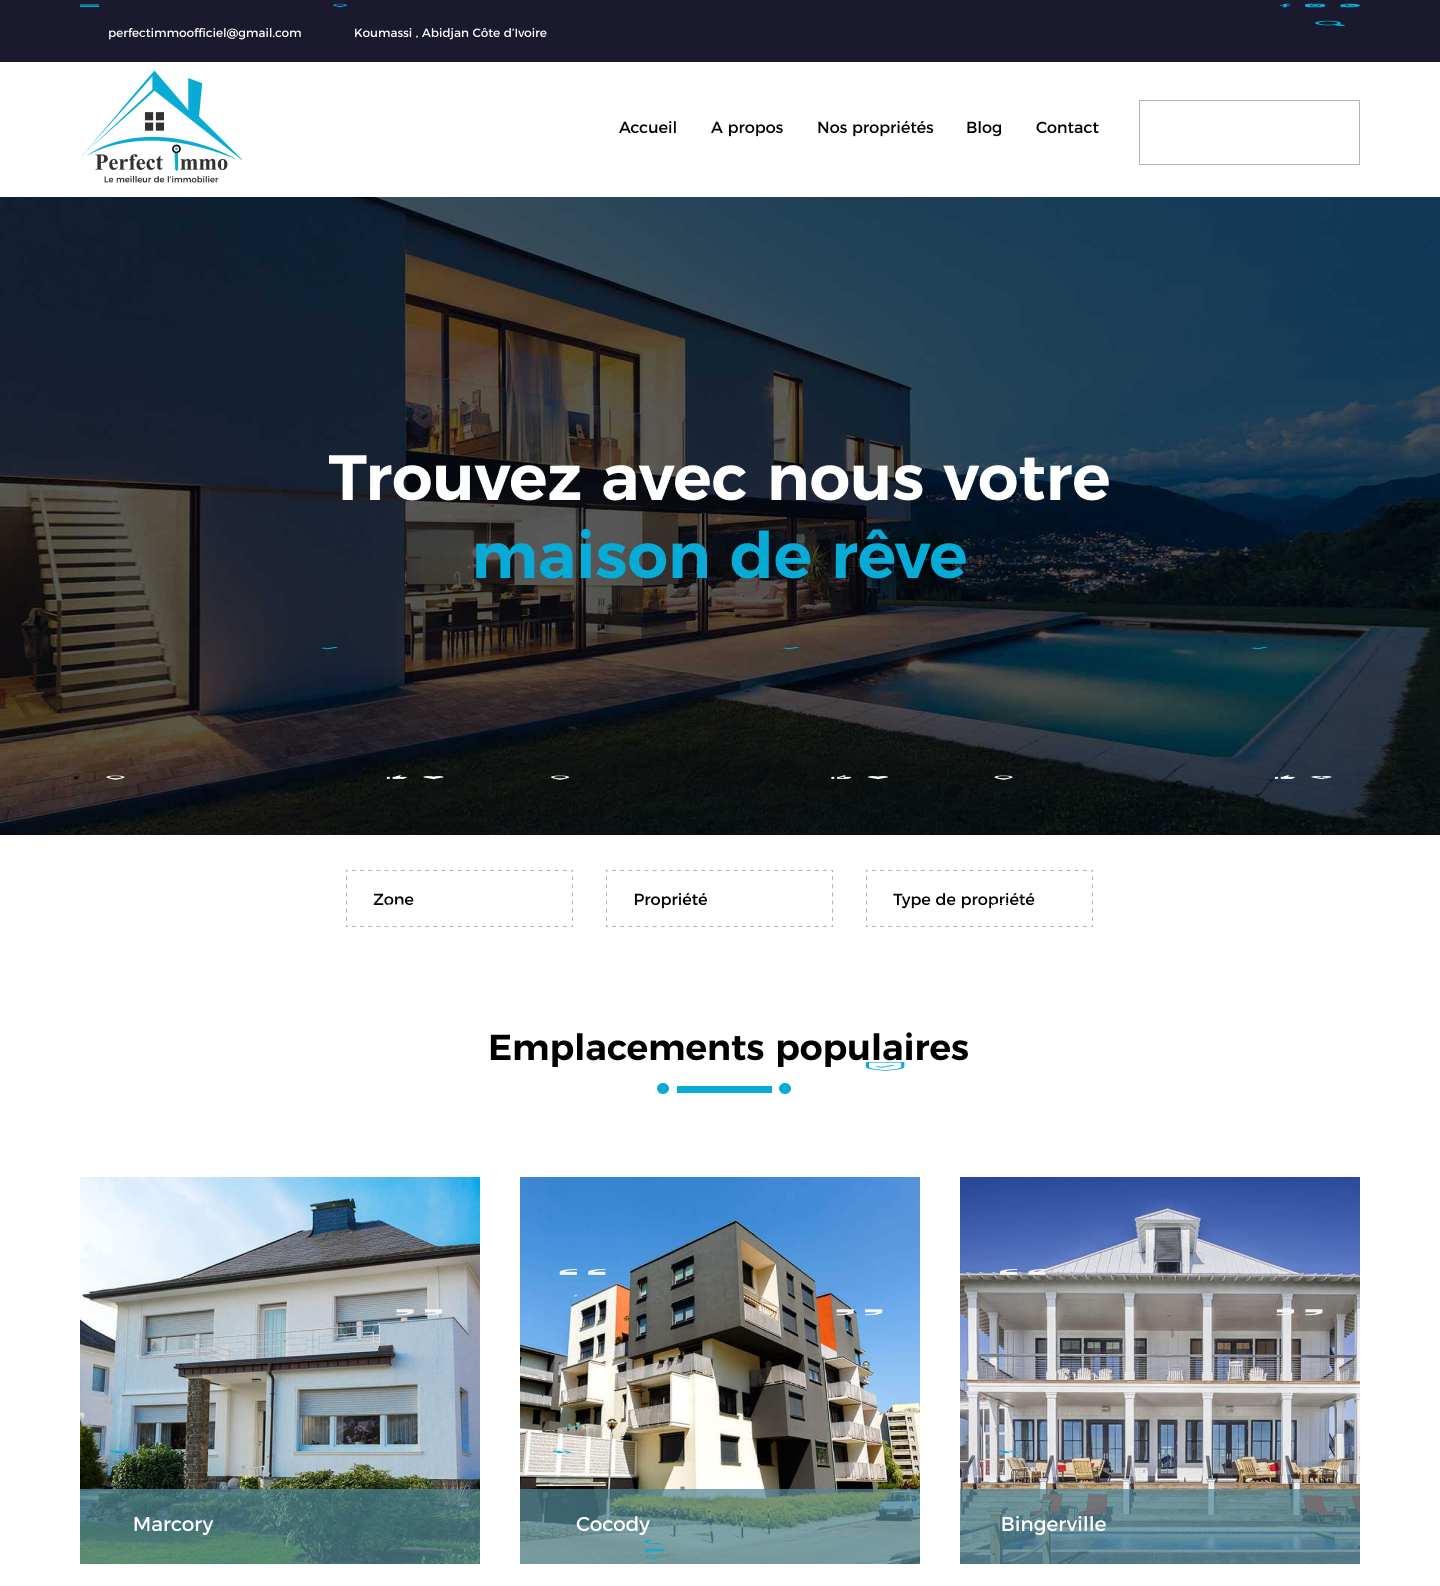 perfectimmoofficiel@gmail.com
Koumassi , Abidjan Côte d'Ivoire
Perfect immo
Le meilleur de l'immobilier
Accueil
A propos
Nos propriétés
Blog
Contact
Trouvez avec nous votre
maison de rêve
Zone
Propriété
Type de propriété
Emplacements populaires
Marcory
Cocody
Bingerville